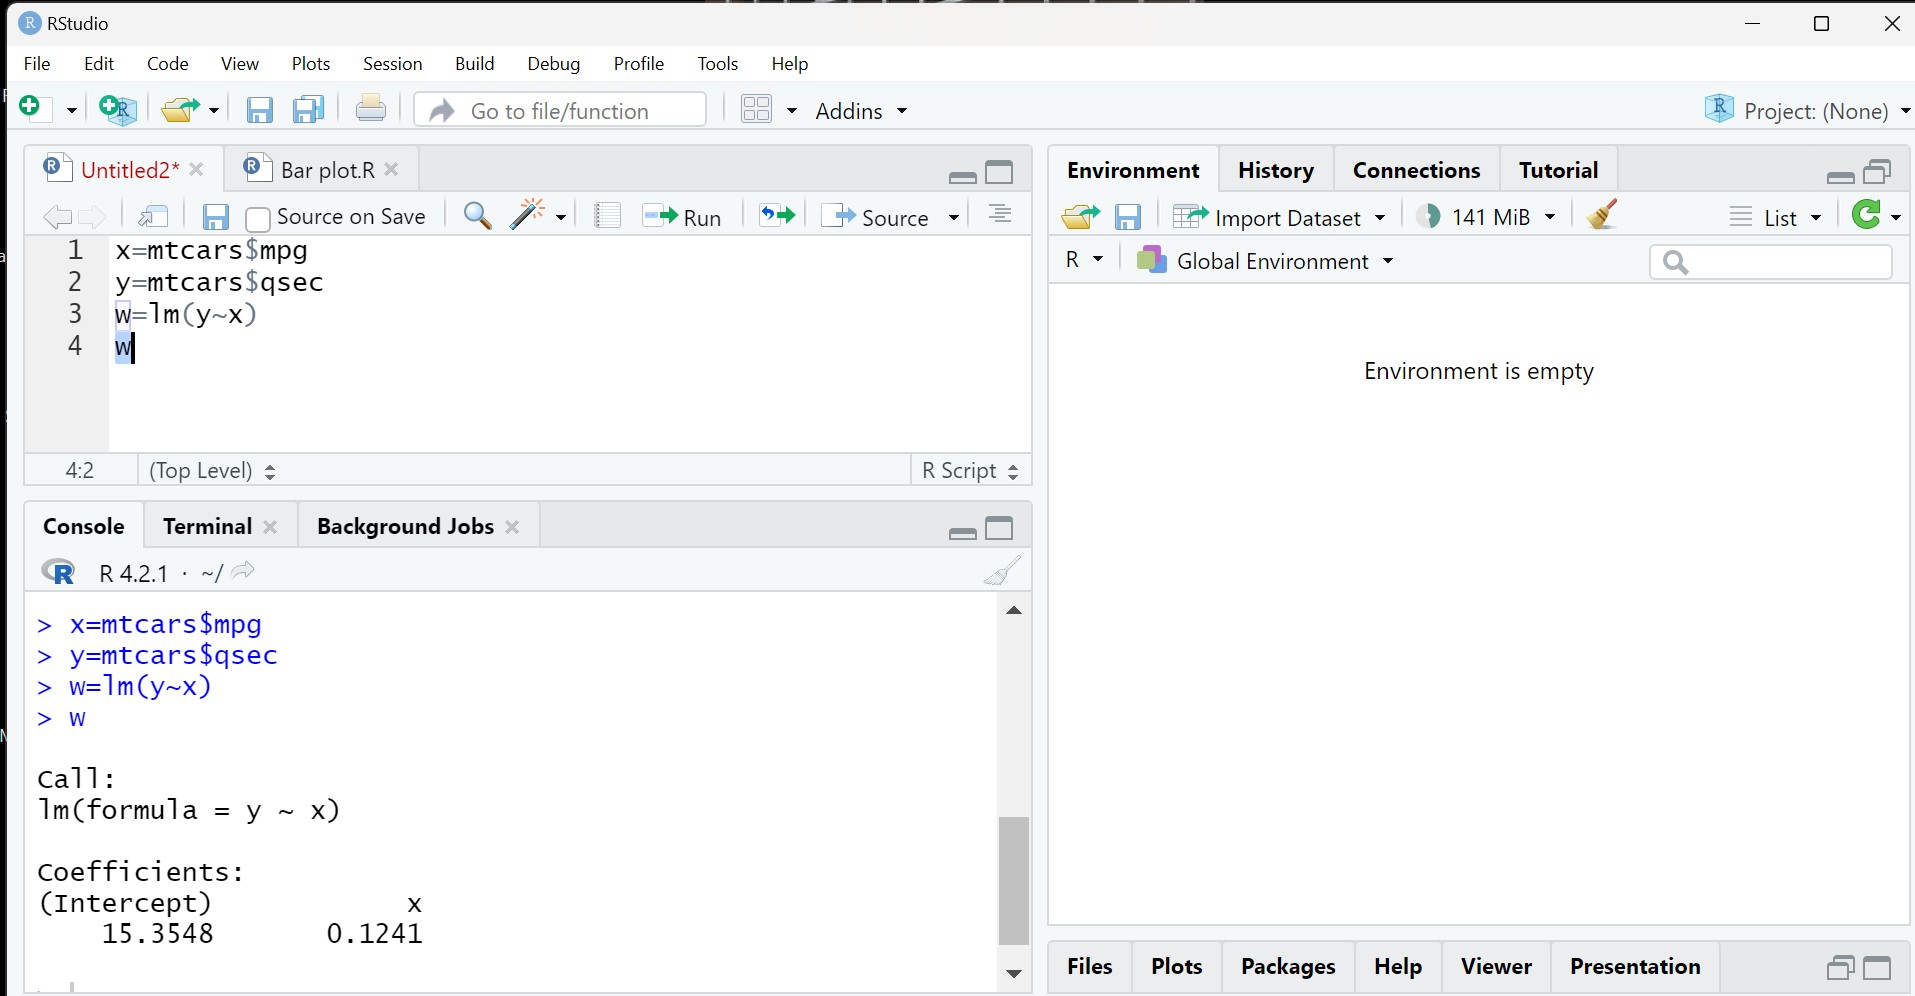 RStudio
File Edit Code View Plots Session Build Debug Profile Tools Help
Go to file/function Addins Project: (None)
Untitled2* Bar plot.R
Source on Save Run Source
1 x=mtcars$mpg
2 y=mtcars$qsec
3 w=lm(y~x)
4 w
4:2 (Top Level) R Script
Console Terminal Background Jobs
R 4.2.1 · ~/
> x=mtcars$mpg
> y=mtcars$qsec
> w=lm(y~x)
> w
Call:
lm(formula = y ~ x)
Coefficients:
(Intercept) x
15.3548 0.1241
Environment History Connections Tutorial
Import Dataset 141 MiB List
R Global Environment
Environment is empty
Files Plots Packages Help Viewer Presentation